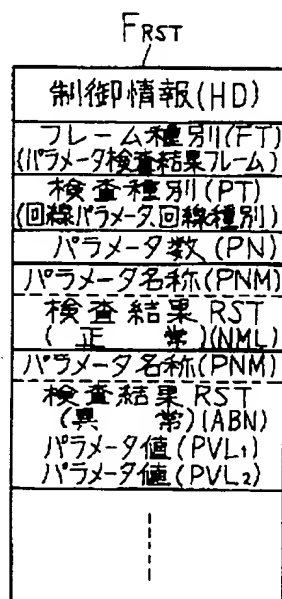 FRST
制御情報(HD)
フレーム種別(FT)
(パラメータ検査結果フレーム)
検査種別(PT)
(回線パラメータ,回線種別)
パラメータ数(PN)
パラメータ名称(PNM)
検査結果 RST
(正 常)(NML)
パラメータ名称(PNM)
検査結果 RST
(異 常)(ABN)
パラメータ値(PVL1)
パラメータ値(PVL2)